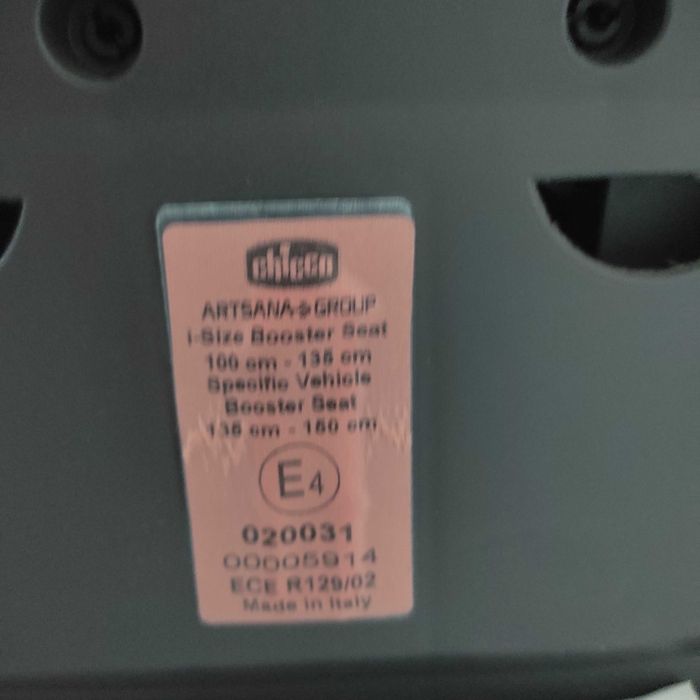 chicco
ARTSANA GROUP
i-Size Booster Seat
100 cm - 135 cm
Specific Vehicle
Booster Seat
135 cm - 150 cm
E4
020031
00005914
ECE R129/02
Made in Italy